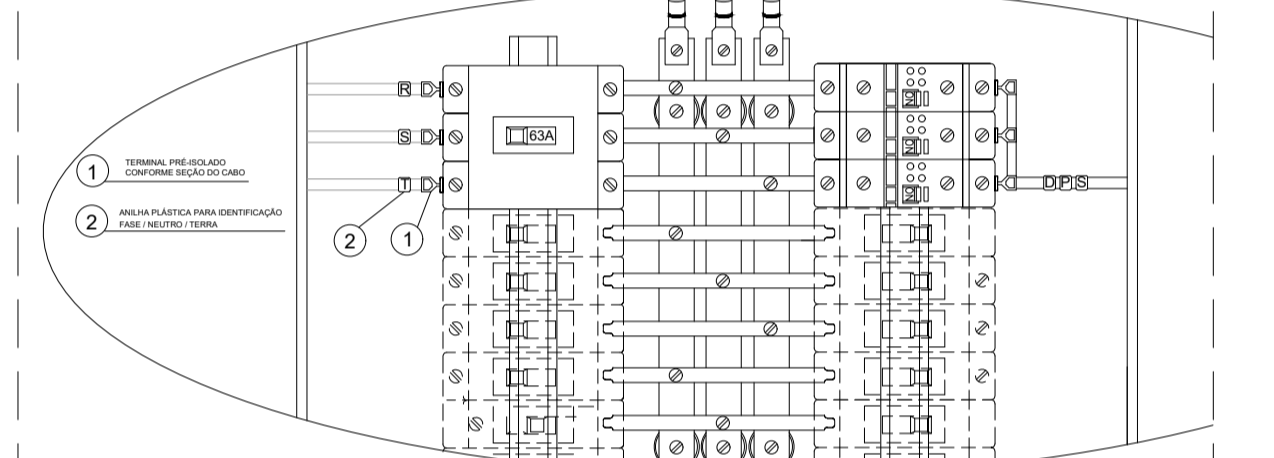 R
S
T
63A
NO
NO
NO
DPS
1
TERMINAL PRÉ-ISOLADO
CONFORME SEÇÃO DO CABO
2
ANILHA PLÁSTICA PARA IDENTIFICAÇÃO
FASE / NEUTRO / TERRA
2
1